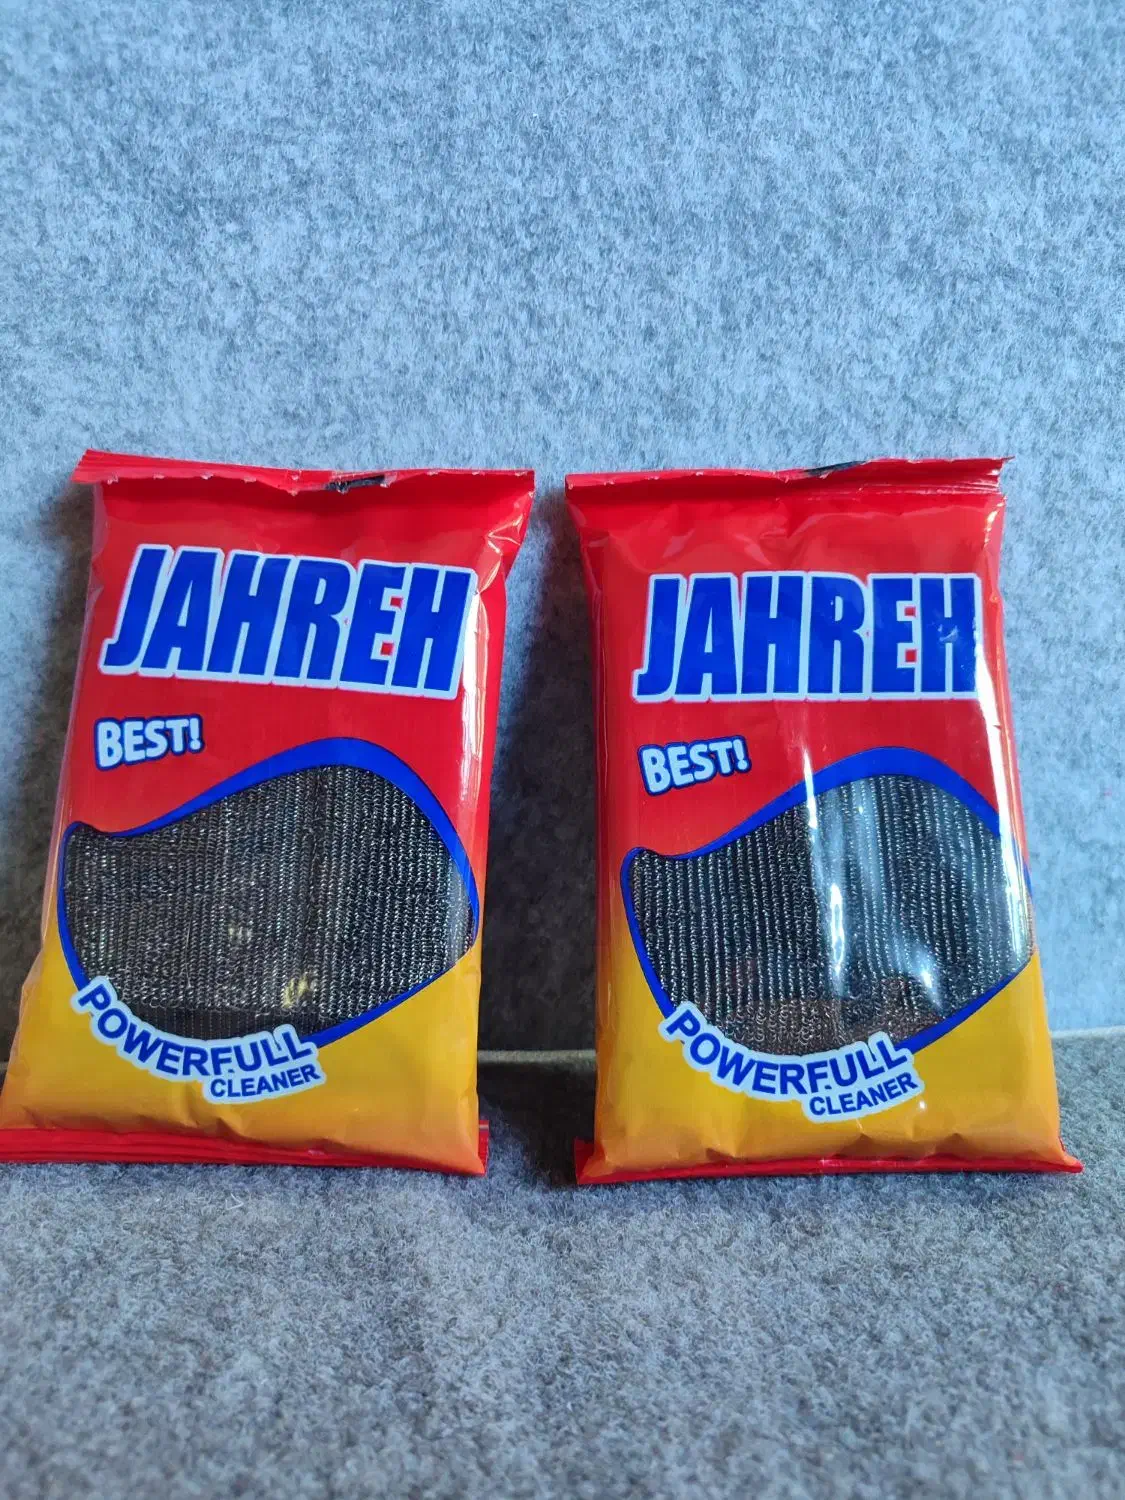 JAHREH
BEST!
POWERFULL
CLEANER
JAHREH
BEST!
POWERFULL
CLEANER